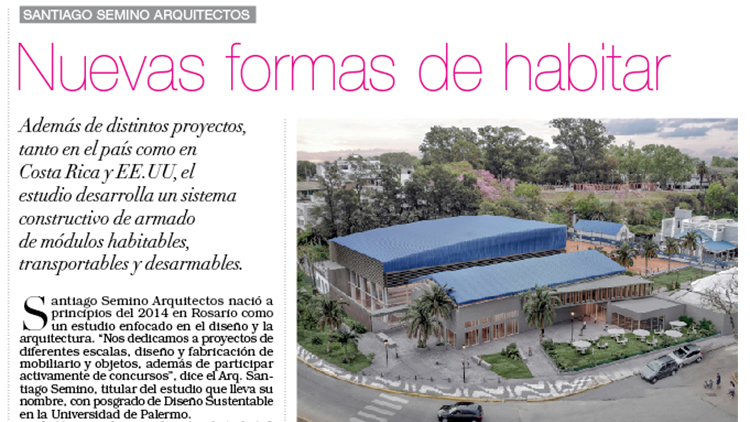 SANTIAGO SEMINO ARQUITECTOS
Nuevas formas de habitar
Además de distintos proyectos,
tanto en el país como en
Costa Rica y EE.UU, el
estudio desarrolla un sistema
constructivo de armado
de módulos habitables,
transportables y desarmables.
Santiago Semino Arquitectos nació a
principios del 2014 en Rosario como
un estudio enfocado en el diseño y la
arquitectura. “Nos dedicamos a proyectos de
diferentes escalas, diseño y fabricación de
mobiliario y objetos, además de participar
activamente de concursos”, dice el Arq. San-
tiago Semino, titular del estudio que lleva su
nombre, con posgrado de Diseño Sustentable
en la Universidad de Palermo.